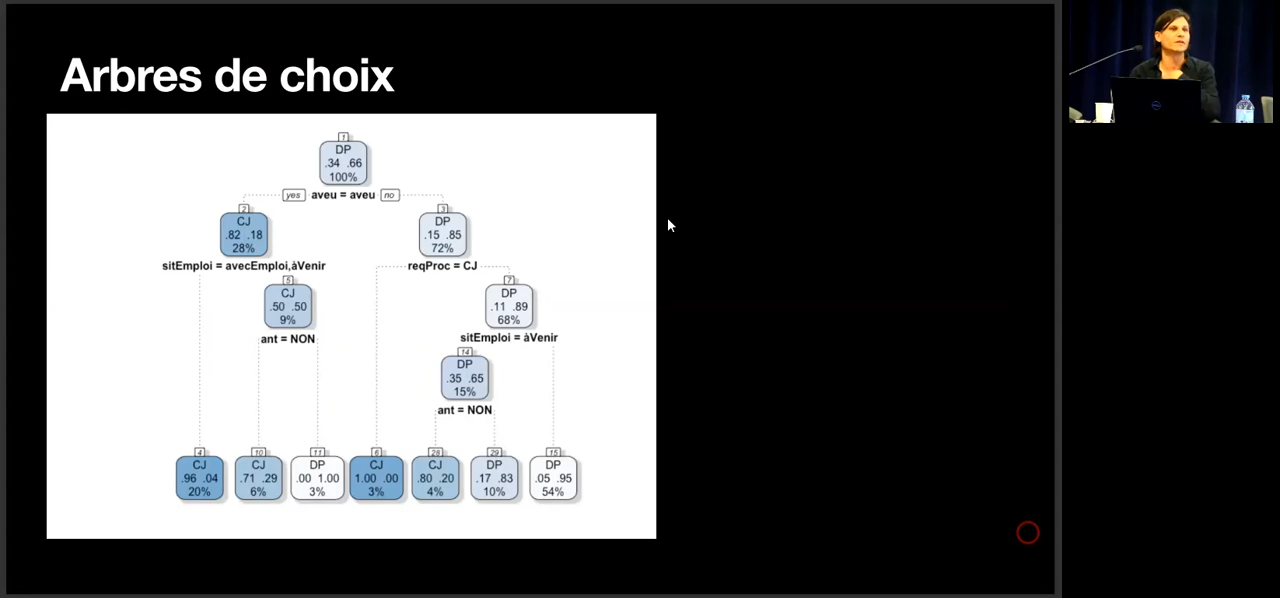 Arbres de choix
1
DP
.34 .66
100%
yes aveu = aveu no
2
CJ
.82 .18
28%
3
DP
.15 .85
72%
sitEmploi = avecEmploi,àVenir
reqProc = CJ
5
CJ
.50 .50
9%
7
DP
.11 .89
68%
ant = NON
sitEmploi = àVenir
14
DP
.35 .65
15%
ant = NON
4
CJ
.96 .04
20%
10
CJ
.71 .29
6%
11
DP
.00 1.00
3%
6
CJ
1.00 .00
3%
28
CJ
.80 .20
4%
29
DP
.17 .83
10%
15
DP
.05 .95
54%